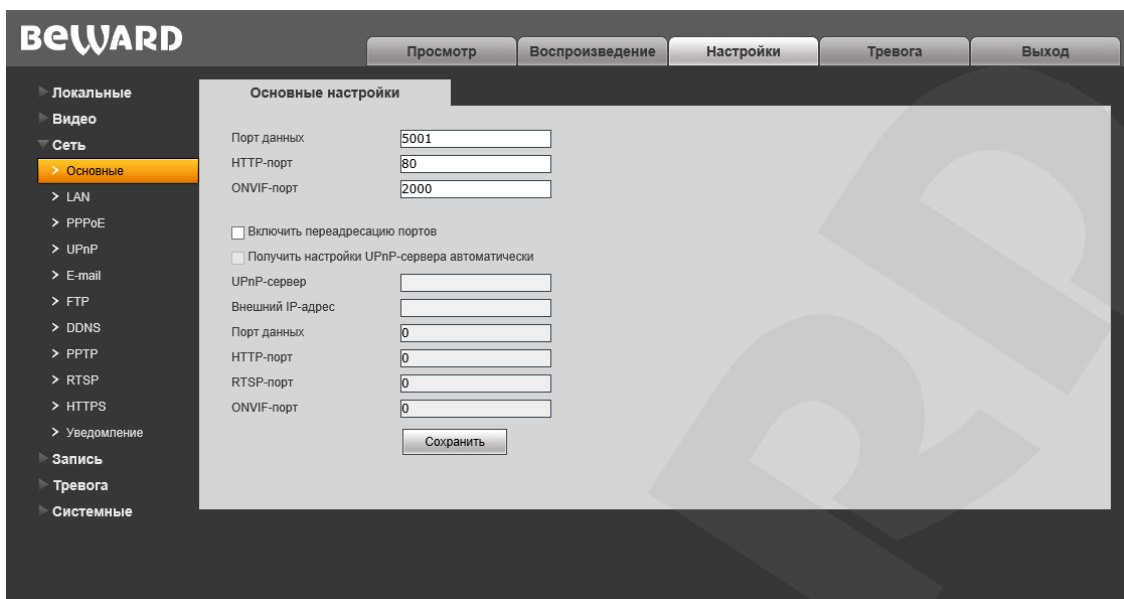 BEWARD
Просмотр
Воспроизведение
Настройки
Тревога
Выход
Локальные
Видео
Сеть
> Основные
> LAN
> PPPoE
> UPnP
> E-mail
> FTP
> DDNS
> PPTP
> RTSP
> HTTPS
> Уведомление
Запись
Тревога
Системные
Основные настройки
Порт данных 5001
HTTP-порт 80
ONVIF-порт 2000
Включить переадресацию портов
Получить настройки UPnP-сервера автоматически
UPnP-сервер
Внешний IP-адрес
Порт данных 0
HTTP-порт 0
RTSP-порт 0
ONVIF-порт 0
Сохранить